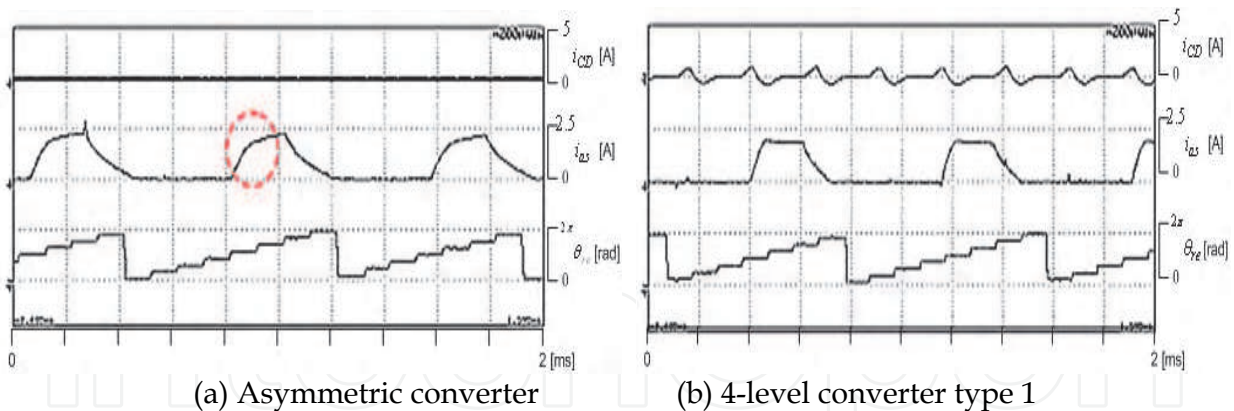 5
i_CD [A]
0
2.5
i_as [A]
0
2π
θ_re [rad]
0
0
2 [ms]
5
i_CD [A]
0
2.5
i_as [A]
0
2π
θ_re [rad]
0
0
2 [ms]
(a) Asymmetric converter
(b) 4-level converter type 1